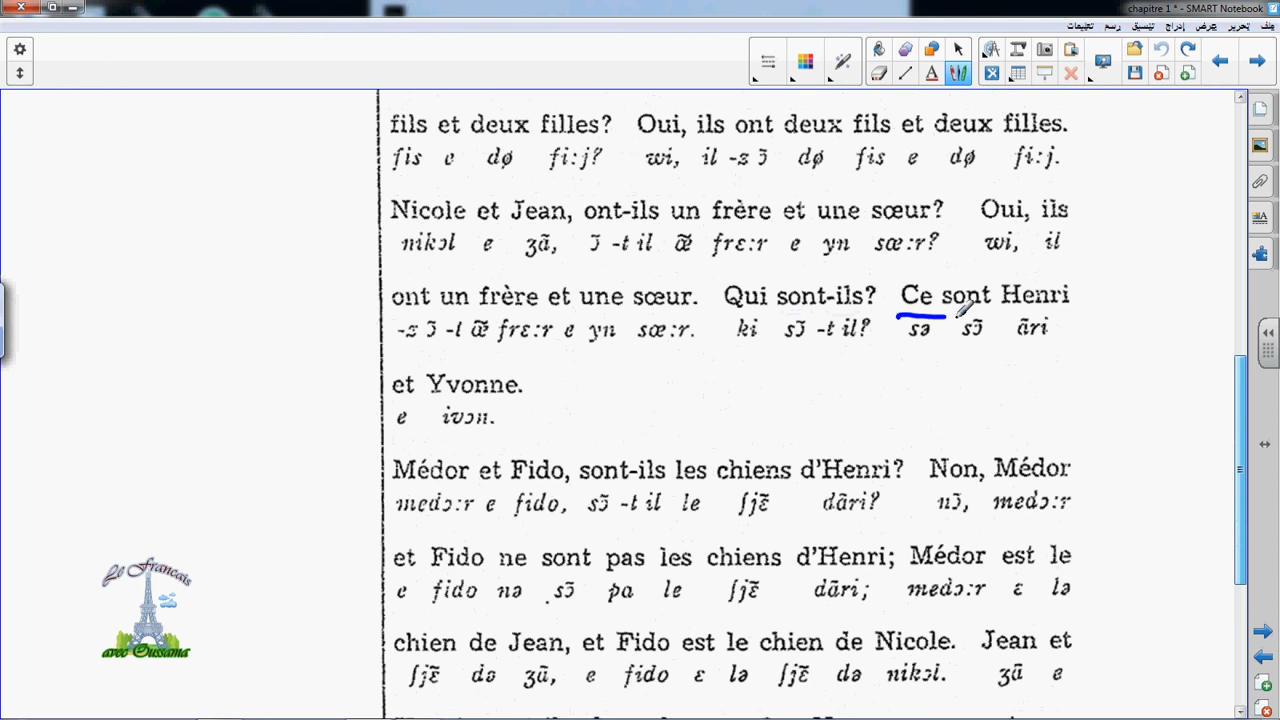 chapitre 1 * - SMART Notebook
ملف تحرير عرض إدراج تنسيق رسم تعليمات
fils et deux filles? Oui, ils ont deux fils et deux filles.
fis e dø fi:j? wi, il -z ɔ̃ dø fis e dø fi:j.
Nicole et Jean, ont-ils un frère et une sœur? Oui, ils
nikɔl e ʒɑ̃, ɔ̃ -t il œ̃ frɛ:r e yn sœ:r? wi, il
ont un frère et une sœur. Qui sont-ils? Ce sont Henri
-z ɔ̃ -t œ̃ frɛ:r e yn sœ:r. ki sɔ̃ -t il? sə sɔ̃ ɑ̃ri
et Yvonne.
e ivɔn.
Médor et Fido, sont-ils les chiens d'Henri? Non, Médor
medɔ:r e fido, sɔ̃ -t il le ʃjɛ̃ dɑ̃ri? nɔ̃, medɔ:r
et Fido ne sont pas les chiens d'Henri; Médor est le
e fido nə sɔ̃ pa le ʃjɛ̃ dɑ̃ri; medɔ:r ɛ lə
chien de Jean, et Fido est le chien de Nicole. Jean et
ʃjɛ̃ də ʒɑ̃, e fido ɛ lə ʃjɛ̃ də nikɔl. ʒɑ̃ e
Le Francais
avec Oussama